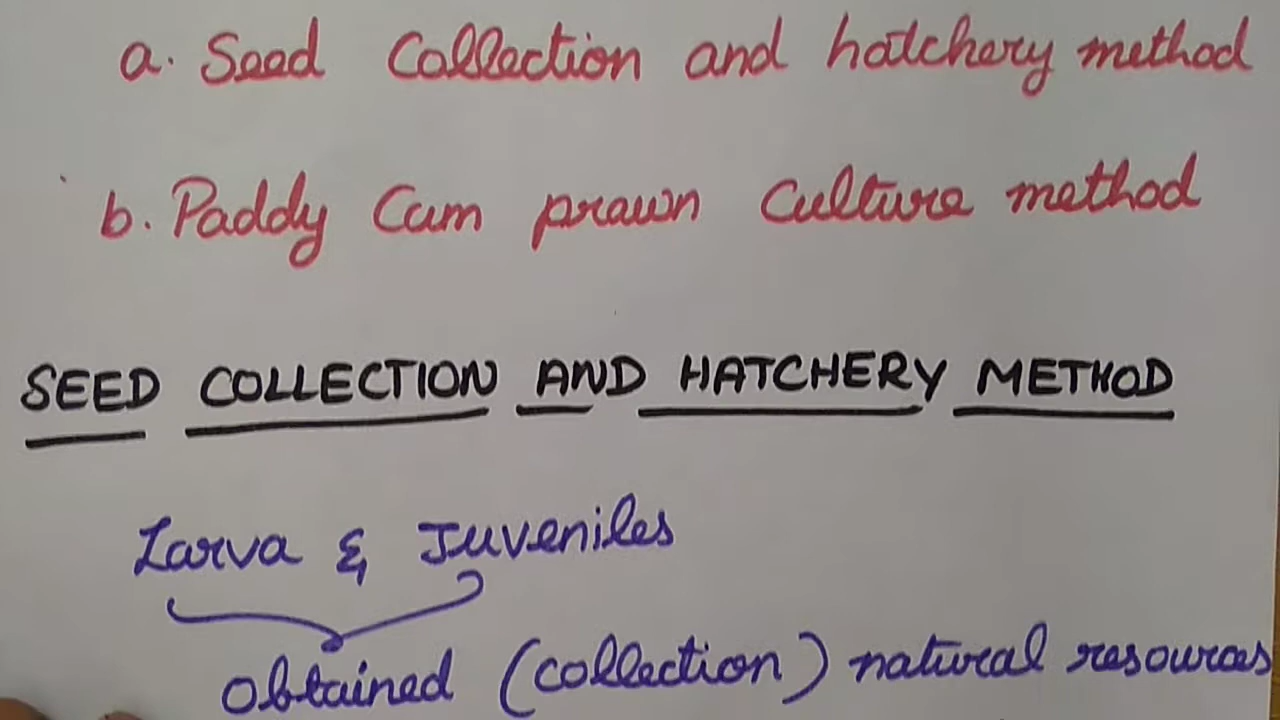 a. Seed Collection and hatchery method
b. Paddy Cum prawn Culture method
SEED COLLECTION AND HATCHERY METHOD
Larva & Juveniles
obtained (collection) natural resources